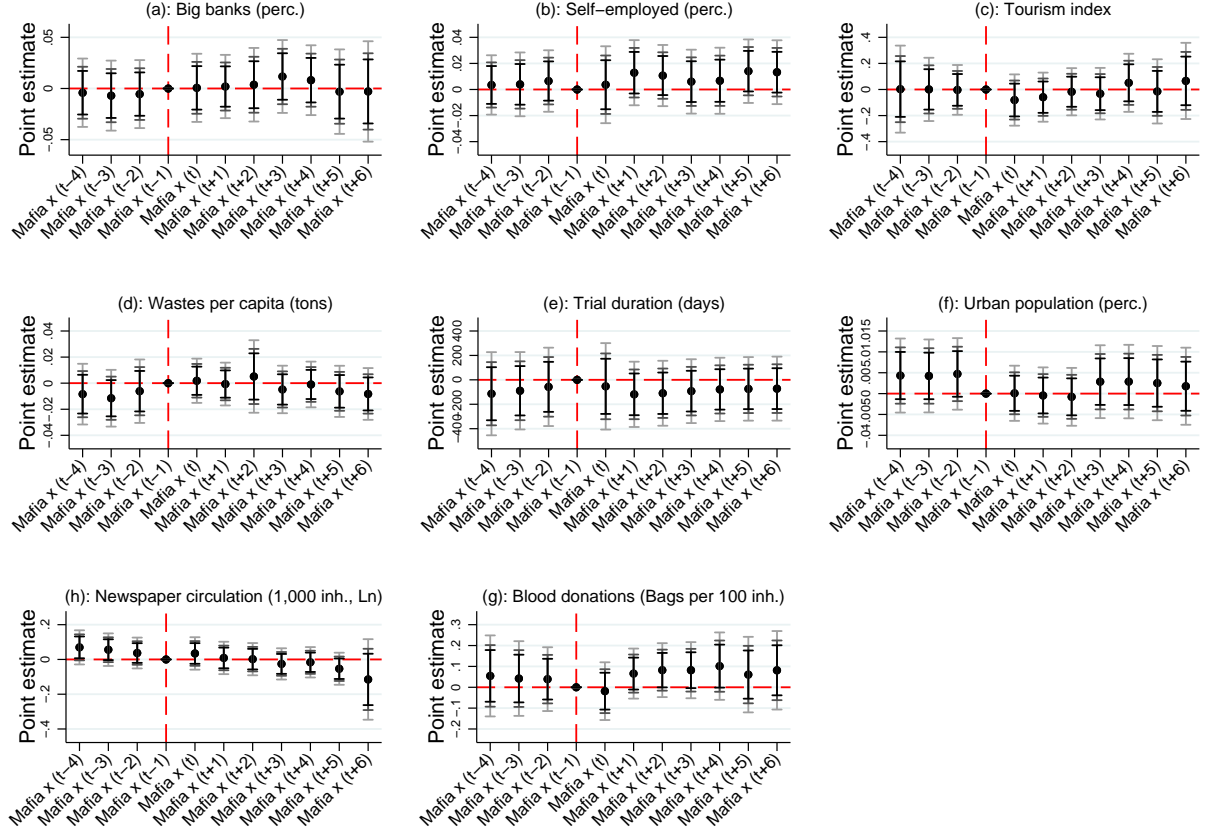 (a): Big banks (perc.)
Point estimate
.05
0
-.05
Mafia x (t−4)
Mafia x (t−3)
Mafia x (t−2)
Mafia x (t−1)
Mafia x (t)
Mafia x (t+1)
Mafia x (t+2)
Mafia x (t+3)
Mafia x (t+4)
Mafia x (t+5)
Mafia x (t+6)
(b): Self−employed (perc.)
Point estimate
.04
.02
0
-.02
-.04
Mafia x (t−4)
Mafia x (t−3)
Mafia x (t−2)
Mafia x (t−1)
Mafia x (t)
Mafia x (t+1)
Mafia x (t+2)
Mafia x (t+3)
Mafia x (t+4)
Mafia x (t+5)
Mafia x (t+6)
(c): Tourism index
Point estimate
.4
.2
0
-.2
-.4
Mafia x (t−4)
Mafia x (t−3)
Mafia x (t−2)
Mafia x (t−1)
Mafia x (t)
Mafia x (t+1)
Mafia x (t+2)
Mafia x (t+3)
Mafia x (t+4)
Mafia x (t+5)
Mafia x (t+6)
(d): Wastes per capita (tons)
Point estimate
.04
.02
0
-.02
-.04
Mafia x (t−4)
Mafia x (t−3)
Mafia x (t−2)
Mafia x (t−1)
Mafia x (t)
Mafia x (t+1)
Mafia x (t+2)
Mafia x (t+3)
Mafia x (t+4)
Mafia x (t+5)
Mafia x (t+6)
(e): Trial duration (days)
Point estimate
400
200
0
-200
-400
Mafia x (t−4)
Mafia x (t−3)
Mafia x (t−2)
Mafia x (t−1)
Mafia x (t)
Mafia x (t+1)
Mafia x (t+2)
Mafia x (t+3)
Mafia x (t+4)
Mafia x (t+5)
Mafia x (t+6)
(f): Urban population (perc.)
Point estimate
.015
.01
.005
0
Mafia x (t−4)
Mafia x (t−3)
Mafia x (t−2)
Mafia x (t−1)
Mafia x (t)
Mafia x (t+1)
Mafia x (t+2)
Mafia x (t+3)
Mafia x (t+4)
Mafia x (t+5)
Mafia x (t+6)
(h): Newspaper circulation (1,000 inh., Ln)
Point estimate
.2
0
-.2
-.4
Mafia x (t−4)
Mafia x (t−3)
Mafia x (t−2)
Mafia x (t−1)
Mafia x (t)
Mafia x (t+1)
Mafia x (t+2)
Mafia x (t+3)
Mafia x (t+4)
Mafia x (t+5)
Mafia x (t+6)
(g): Blood donations (Bags per 100 inh.)
Point estimate
.3
.2
.1
0
-.1
-.2
Mafia x (t−4)
Mafia x (t−3)
Mafia x (t−2)
Mafia x (t−1)
Mafia x (t)
Mafia x (t+1)
Mafia x (t+2)
Mafia x (t+3)
Mafia x (t+4)
Mafia x (t+5)
Mafia x (t+6)